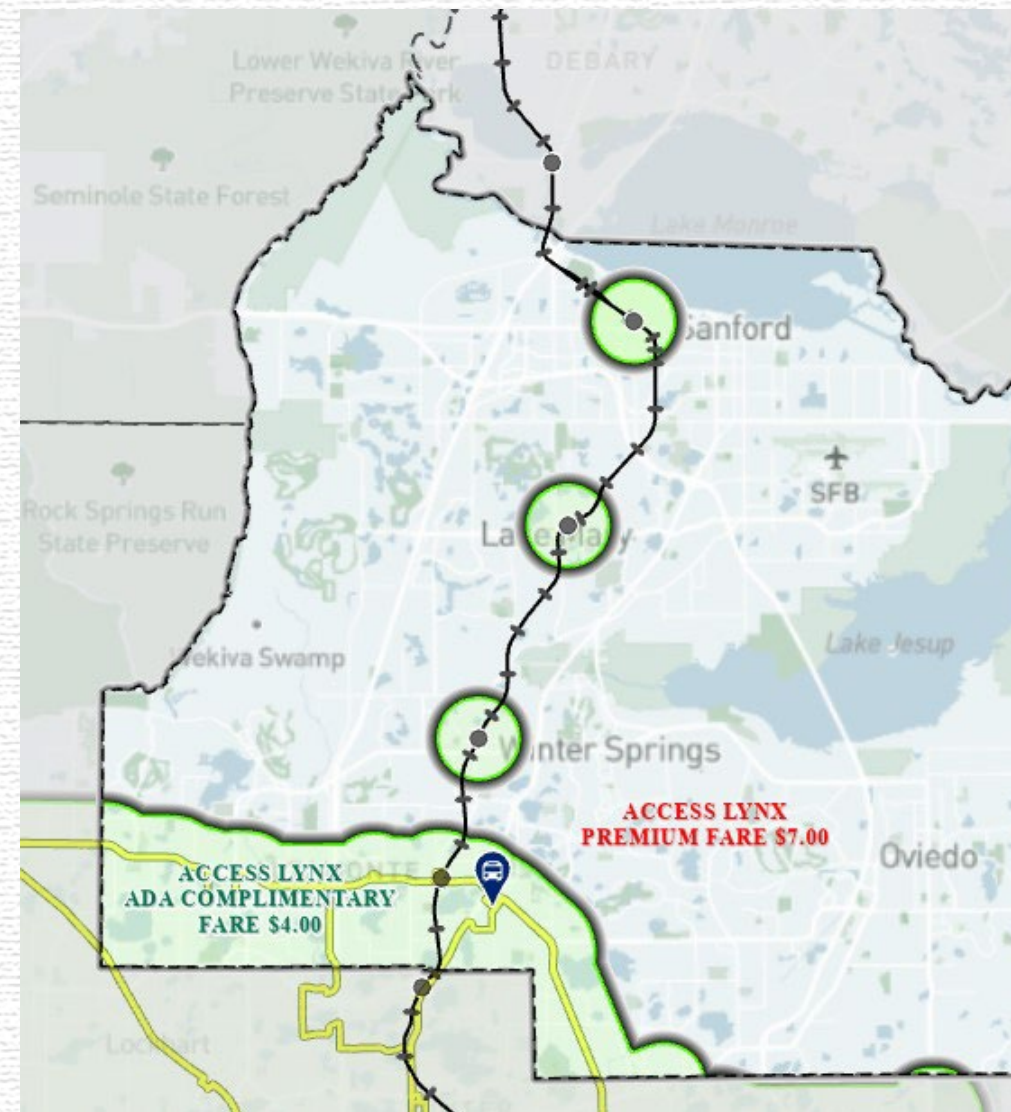 Lower Wekiva River
Preserve State Park
DEBARY
Seminole State Forest
Lake Monroe
Sanford
SFB
Rock Springs Run
State Preserve
Lake Mary
Lake Jesup
Wekiva Swamp
Winter Springs
ACCESS LYNX
PREMIUM FARE $7.00
Oviedo
ACCESS LYNX
ADA COMPLIMENTARY
FARE $4.00
Lockhart